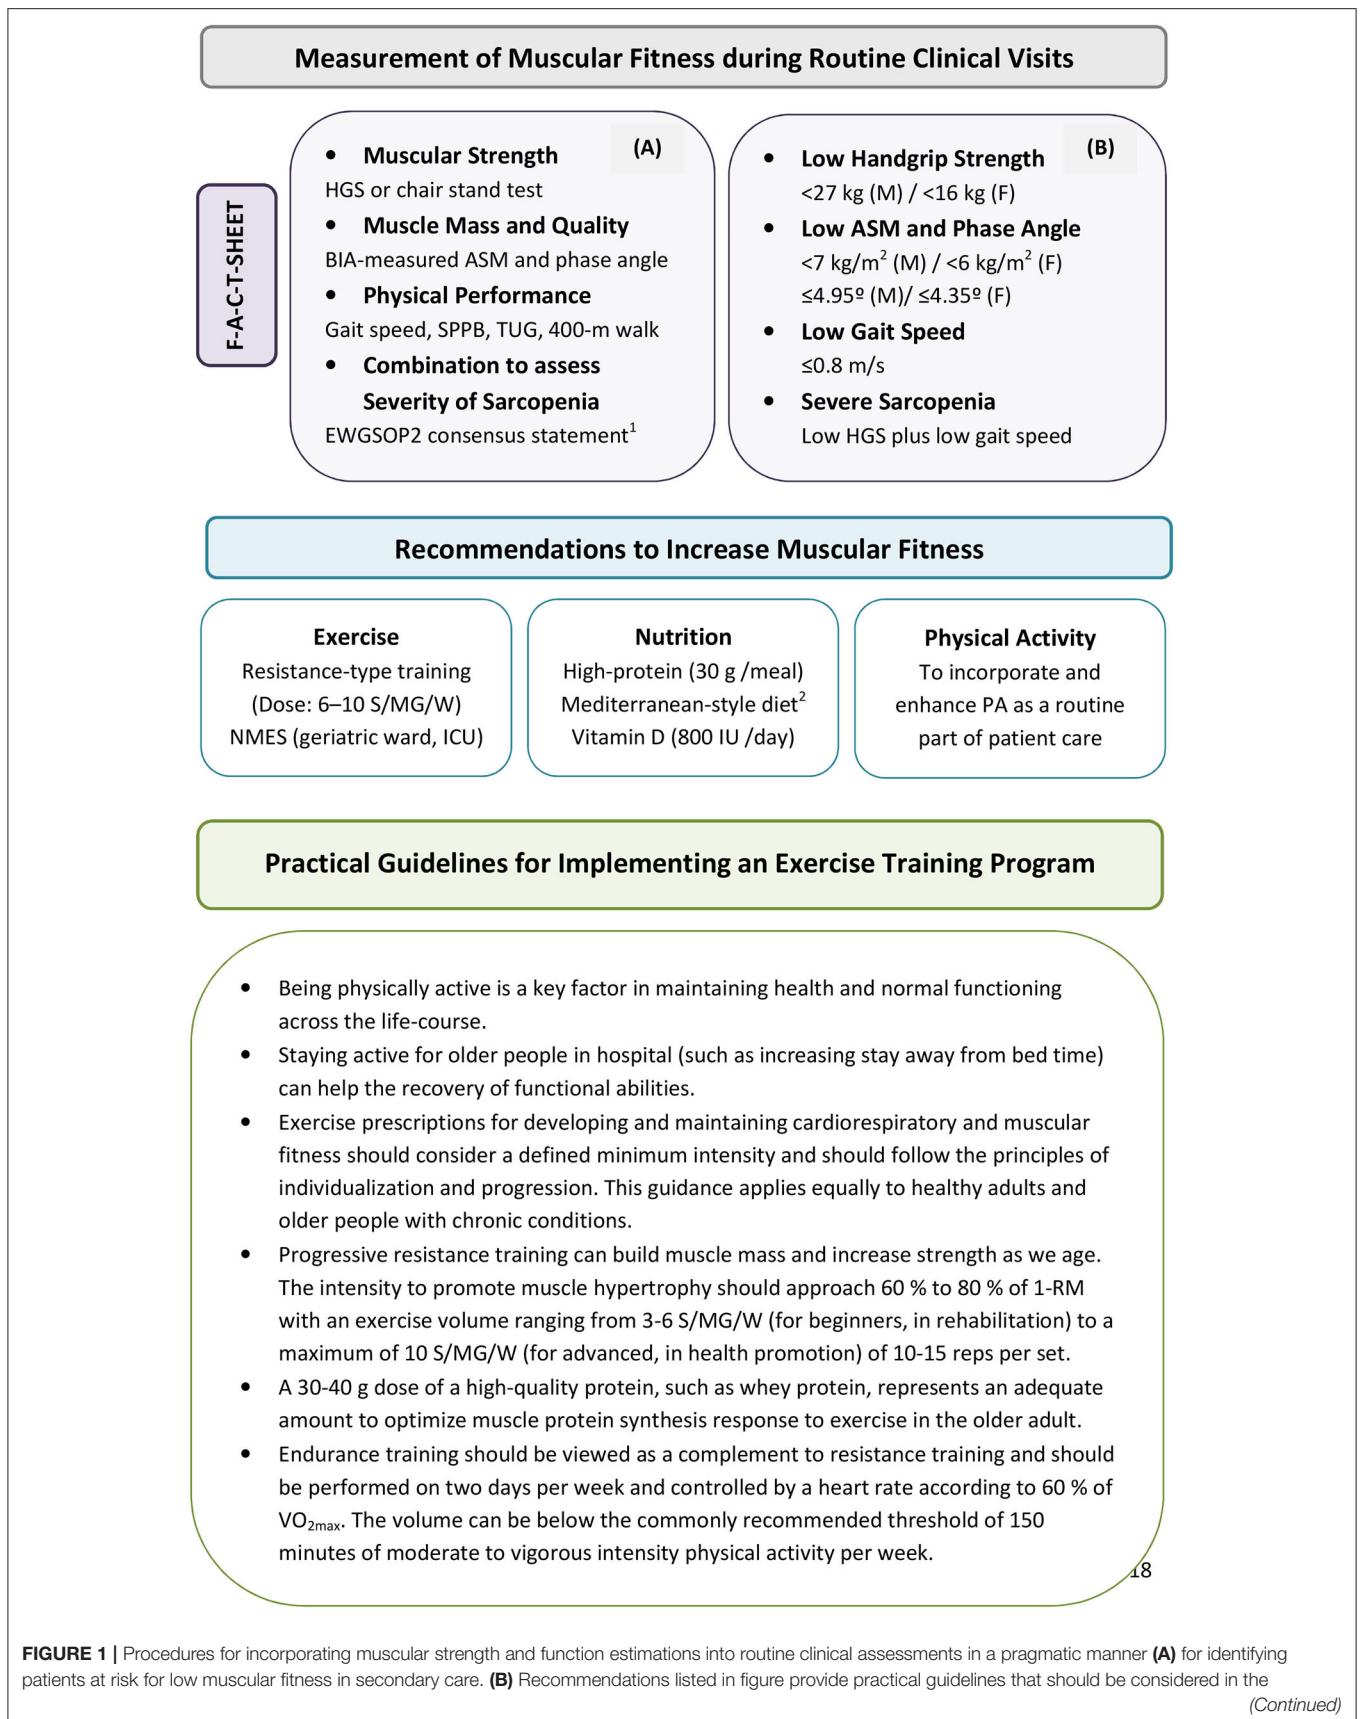 Measurement of Muscular Fitness during Routine Clinical Visits
F-A-C-T-SHEET
(A)
• Muscular Strength
HGS or chair stand test
• Muscle Mass and Quality
BIA-measured ASM and phase angle
• Physical Performance
Gait speed, SPPB, TUG, 400-m walk
• Combination to assess
Severity of Sarcopenia
EWGSOP2 consensus statement¹
(B)
• Low Handgrip Strength
<27 kg (M) / <16 kg (F)
• Low ASM and Phase Angle
<7 kg/m² (M) / <6 kg/m² (F)
≤4.95º (M)/ ≤4.35º (F)
• Low Gait Speed
≤0.8 m/s
• Severe Sarcopenia
Low HGS plus low gait speed
Recommendations to Increase Muscular Fitness
Exercise
Resistance-type training
(Dose: 6–10 S/MG/W)
NMES (geriatric ward, ICU)
Nutrition
High-protein (30 g /meal)
Mediterranean-style diet²
Vitamin D (800 IU /day)
Physical Activity
To incorporate and
enhance PA as a routine
part of patient care
Practical Guidelines for Implementing an Exercise Training Program
• Being physically active is a key factor in maintaining health and normal functioning
across the life-course.
• Staying active for older people in hospital (such as increasing stay away from bed time)
can help the recovery of functional abilities.
• Exercise prescriptions for developing and maintaining cardiorespiratory and muscular
fitness should consider a defined minimum intensity and should follow the principles of
individualization and progression. This guidance applies equally to healthy adults and
older people with chronic conditions.
• Progressive resistance training can build muscle mass and increase strength as we age.
The intensity to promote muscle hypertrophy should approach 60 % to 80 % of 1-RM
with an exercise volume ranging from 3-6 S/MG/W (for beginners, in rehabilitation) to a
maximum of 10 S/MG/W (for advanced, in health promotion) of 10-15 reps per set.
• A 30-40 g dose of a high-quality protein, such as whey protein, represents an adequate
amount to optimize muscle protein synthesis response to exercise in the older adult.
• Endurance training should be viewed as a complement to resistance training and should
be performed on two days per week and controlled by a heart rate according to 60 % of
VO₂max. The volume can be below the commonly recommended threshold of 150
minutes of moderate to vigorous intensity physical activity per week.
18
FIGURE 1 | Procedures for incorporating muscular strength and function estimations into routine clinical assessments in a pragmatic manner (A) for identifying
patients at risk for low muscular fitness in secondary care. (B) Recommendations listed in figure provide practical guidelines that should be considered in the
(Continued)